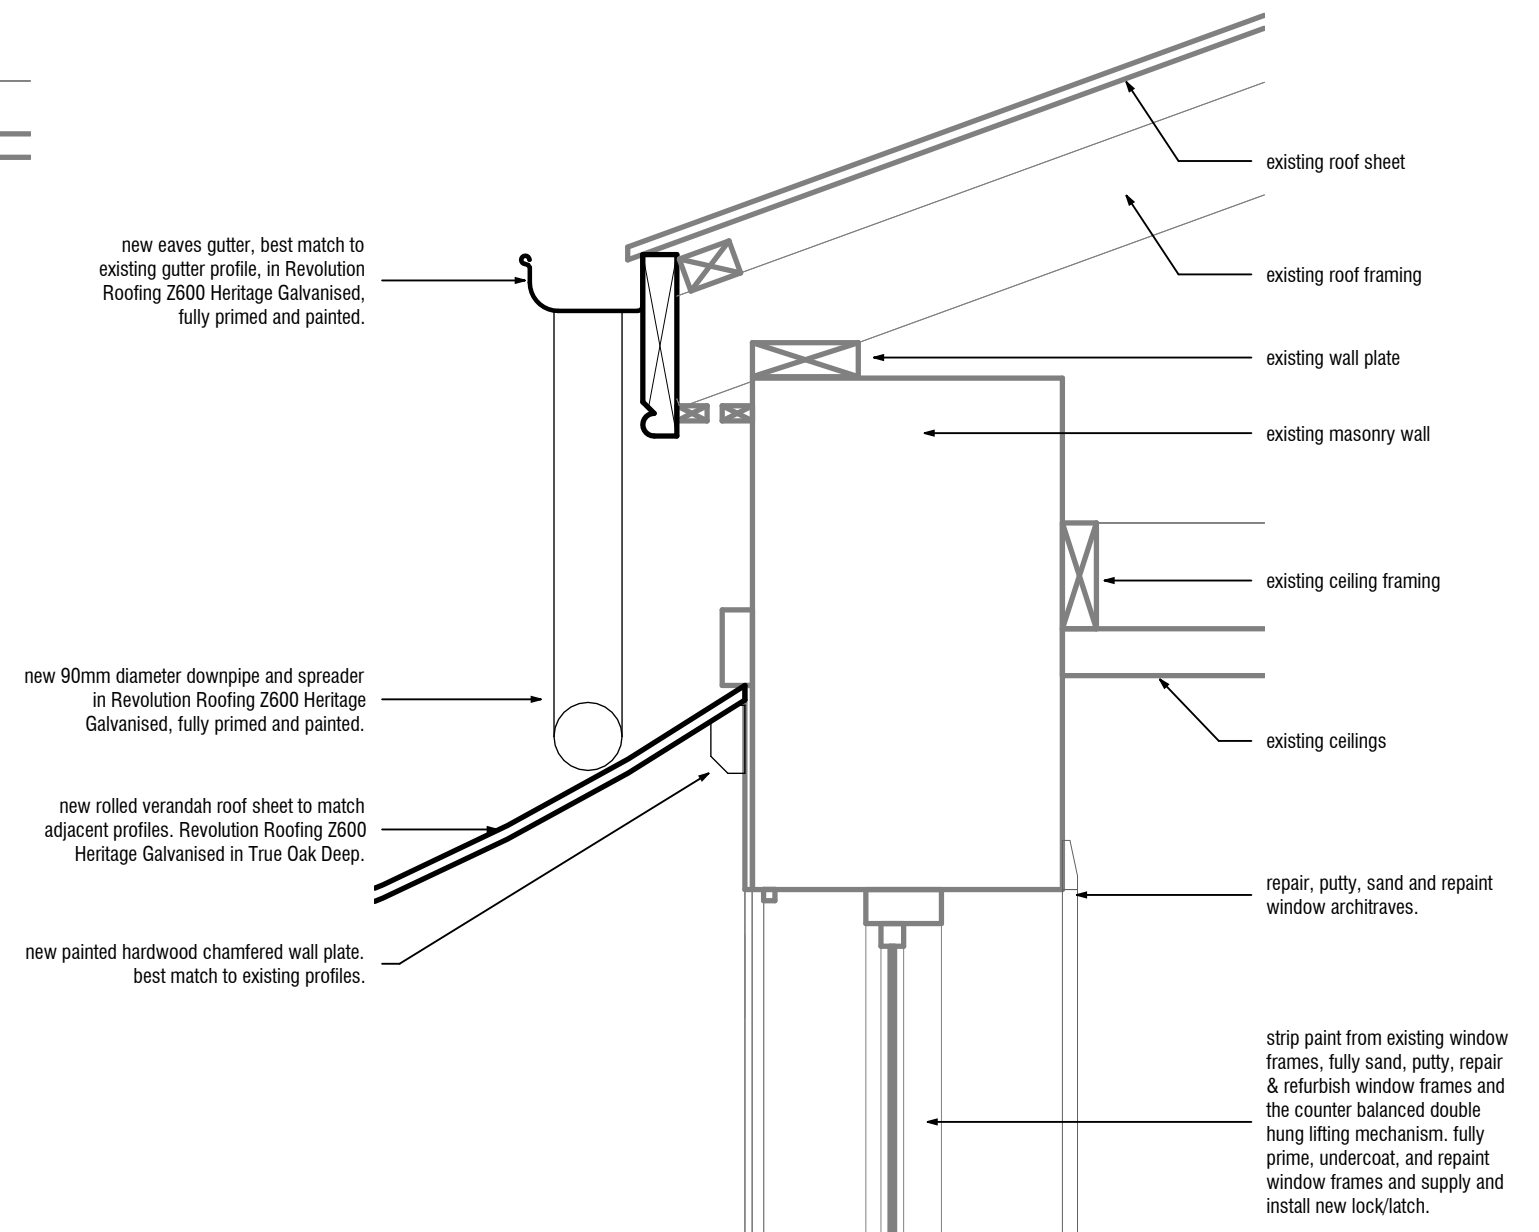 new eaves gutter, best match to
existing gutter profile, in Revolution
Roofing Z600 Heritage Galvanised,
fully primed and painted.
new 90mm diameter downpipe and spreader
in Revolution Roofing Z600 Heritage
Galvanised, fully primed and painted.
new rolled verandah roof sheet to match
adjacent profiles. Revolution Roofing Z600
Heritage Galvanised in True Oak Deep.
new painted hardwood chamfered wall plate.
best match to existing profiles.
existing roof sheet
existing roof framing
existing wall plate
existing masonry wall
existing ceiling framing
existing ceilings
repair, putty, sand and repaint
window architraves.
strip paint from existing window
frames, fully sand, putty, repair
& refurbish window frames and
the counter balanced double
hung lifting mechanism. fully
prime, undercoat, and repaint
window frames and supply and
install new lock/latch.